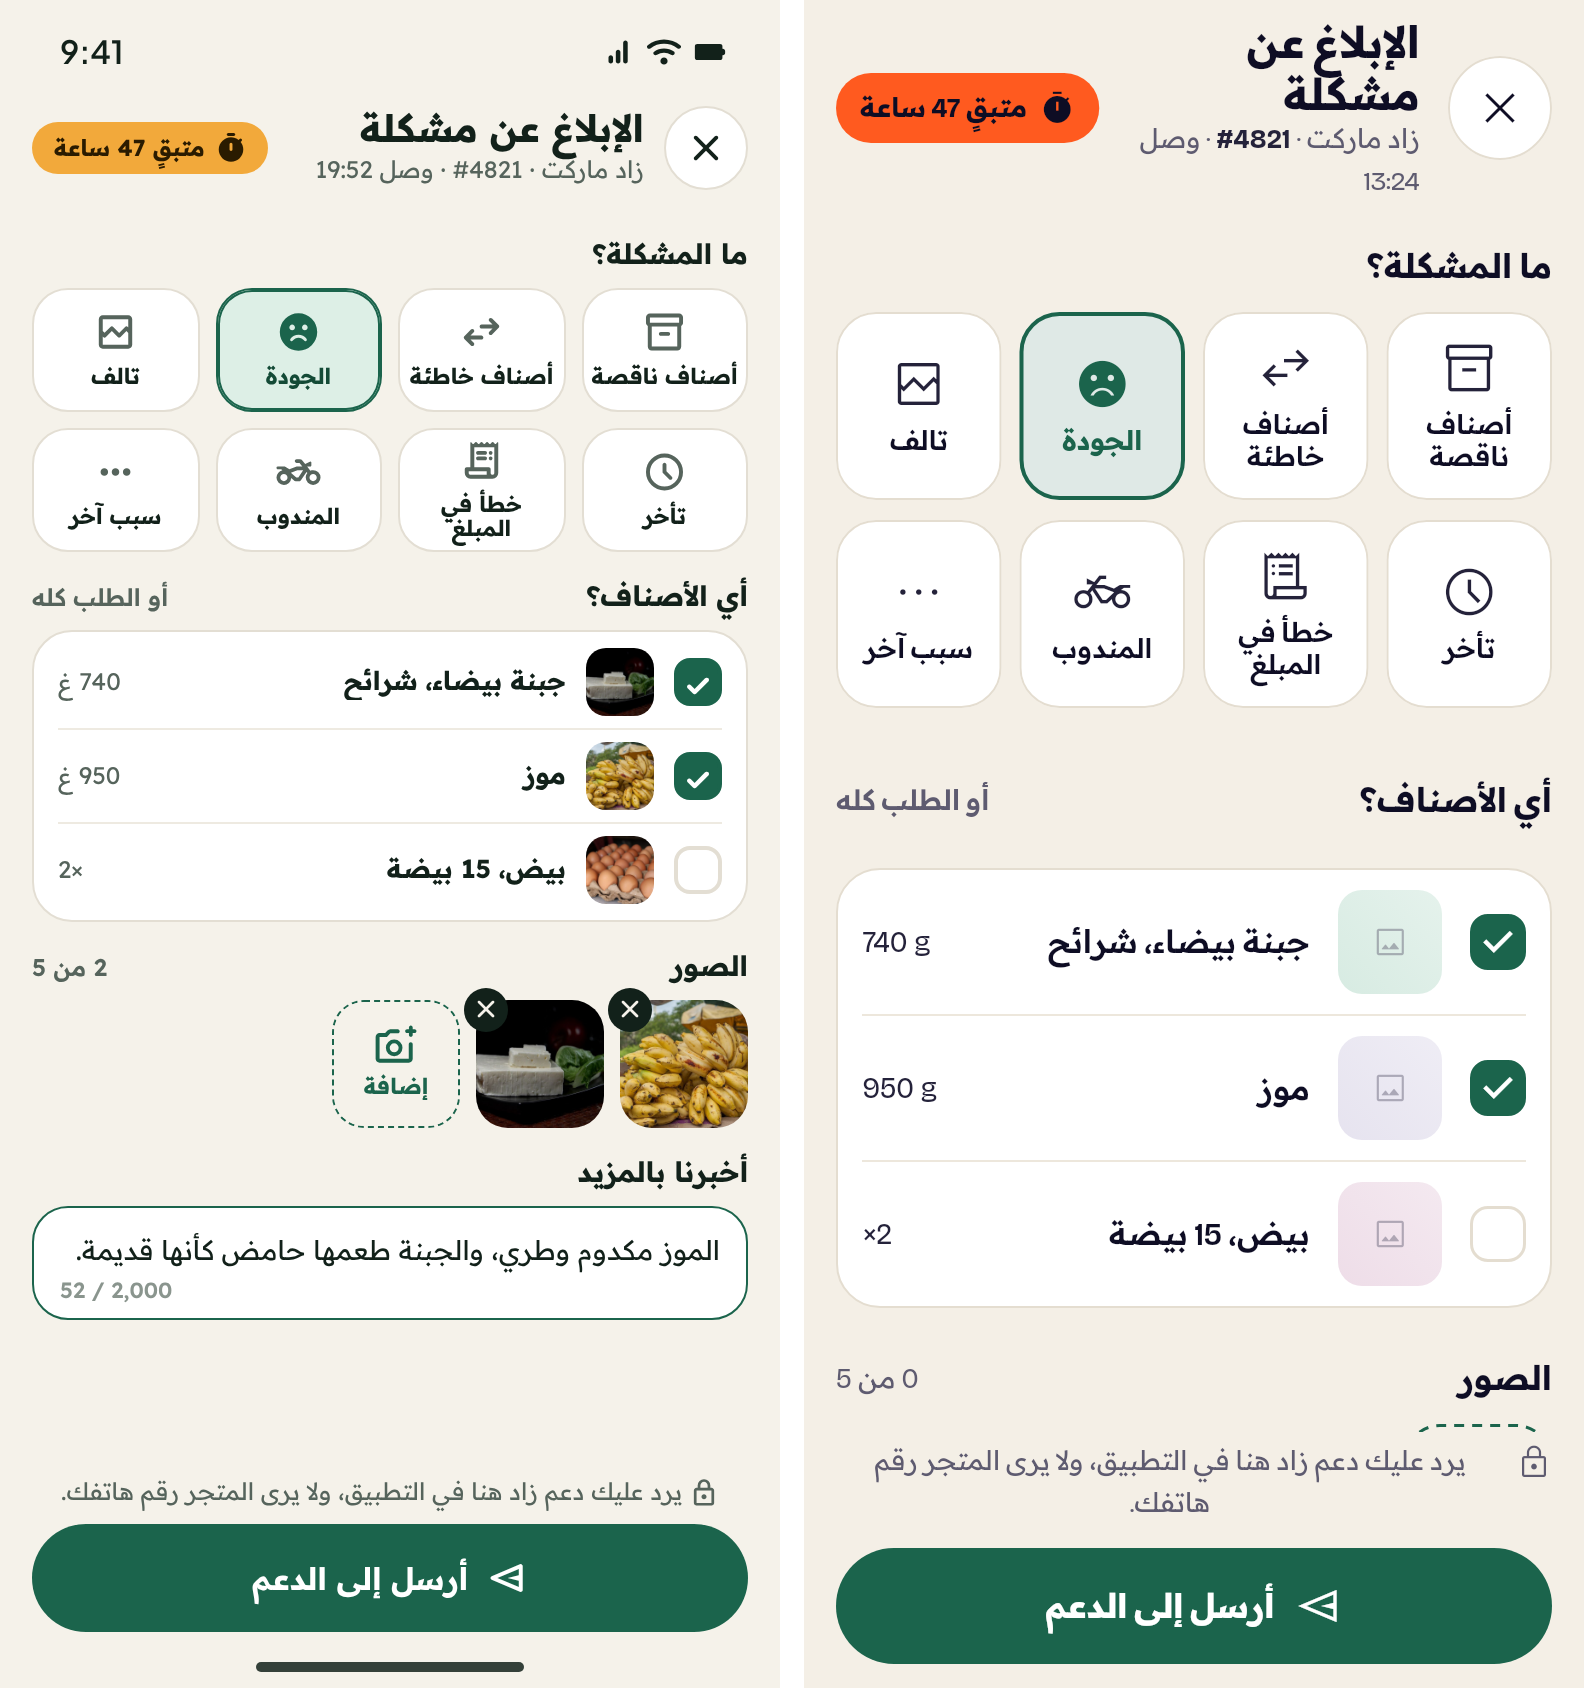 9:41
الإبلاغ عن مشكلة
زاد ماركت · #4821 · وصل 19:52
متبقٍ 47 ساعة
ما المشكلة؟
أصناف ناقصة
أصناف خاطئة
الجودة
تالف
تأخر
خطأ في
المبلغ
المندوب
سبب آخر
أي الأصناف؟
أو الطلب كله
جبنة بيضاء، شرائح
740 غ
موز
950 غ
بيض، 15 بيضة
×2
الصور
2 من 5
إضافة
أخبرنا بالمزيد
الموز مكدوم وطري، والجبنة طعمها حامض كأنها قديمة.
52 / 2,000
يرد عليك دعم زاد هنا في التطبيق، ولا يرى المتجر رقم هاتفك.
أرسل إلى الدعم
الإبلاغ عن
مشكلة
زاد ماركت · #4821 · وصل
13:24
متبقٍ 47 ساعة
ما المشكلة؟
أصناف
ناقصة
أصناف
خاطئة
الجودة
تالف
تأخر
خطأ في
المبلغ
المندوب
سبب آخر
أي الأصناف؟
أو الطلب كله
جبنة بيضاء، شرائح
740 g
موز
950 g
بيض، 15 بيضة
×2
الصور
0 من 5
يرد عليك دعم زاد هنا في التطبيق، ولا يرى المتجر رقم
هاتفك.
أرسل إلى الدعم